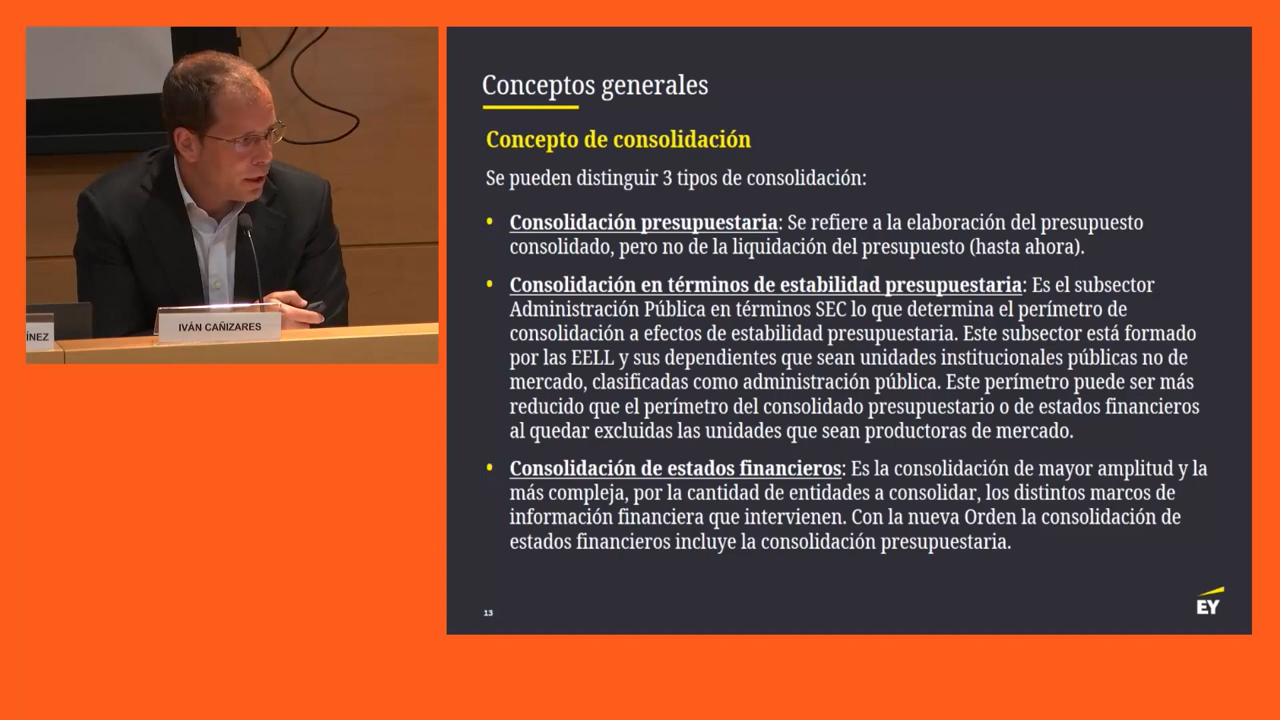 ÍNEZ
IVÁN CAÑIZARES
Conceptos generales
Concepto de consolidación
Se pueden distinguir 3 tipos de consolidación:
• Consolidación presupuestaria: Se refiere a la elaboración del presupuesto
consolidado, pero no de la liquidación del presupuesto (hasta ahora).
• Consolidación en términos de estabilidad presupuestaria: Es el subsector
Administración Pública en términos SEC lo que determina el perímetro de
consolidación a efectos de estabilidad presupuestaria. Este subsector está formado
por las EELL y sus dependientes que sean unidades institucionales públicas no de
mercado, clasificadas como administración pública. Este perímetro puede ser más
reducido que el perímetro del consolidado presupuestario o de estados financieros
al quedar excluidas las unidades que sean productoras de mercado.
• Consolidación de estados financieros: Es la consolidación de mayor amplitud y la
más compleja, por la cantidad de entidades a consolidar, los distintos marcos de
información financiera que intervienen. Con la nueva Orden la consolidación de
estados financieros incluye la consolidación presupuestaria.
13
EY